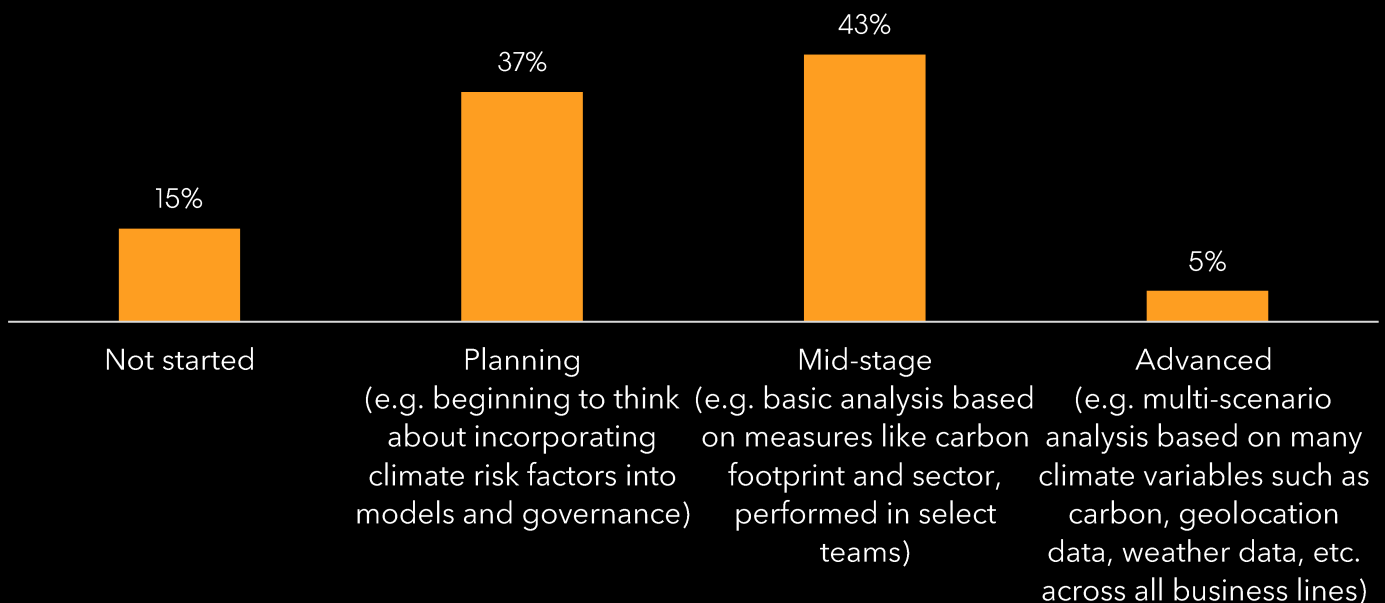 43%
37%
15%
5%
Not started
Planning
(e.g. beginning to think
about incorporating
climate risk factors into
models and governance)
Mid-stage
(e.g. basic analysis based
on measures like carbon
footprint and sector,
performed in select
teams)
Advanced
(e.g. multi-scenario
analysis based on many
climate variables such as
carbon, geolocation
data, weather data, etc.
across all business lines)